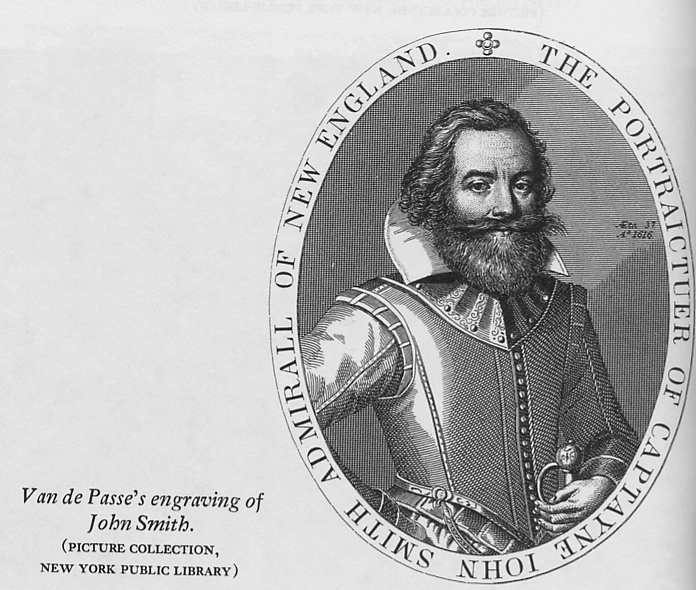 THE PORTRAICTUER OF CAPTAYNE IOHN SMITH ADMIRALL OF NEW ENGLAND.
Æta 37
Aº 1616
Van de Passe's engraving of
John Smith.
(PICTURE COLLECTION,
NEW YORK PUBLIC LIBRARY)